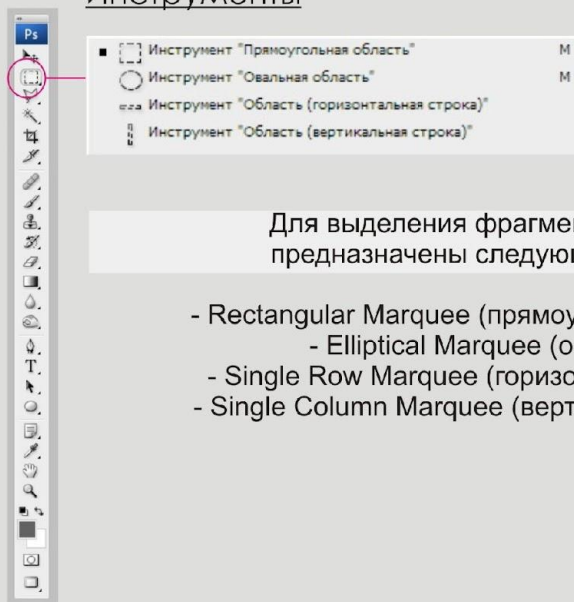 Инструменты
Ps
Инструмент "Прямоугольная область" M
Инструмент "Овальная область" M
Инструмент "Область (горизонтальная строка)"
Инструмент "Область (вертикальная строка)"
Для выделения фрагме
предназначены следую
- Rectangular Marquee (прямоу
- Elliptical Marquee (о
- Single Row Marquee (горизо
- Single Column Marquee (верт